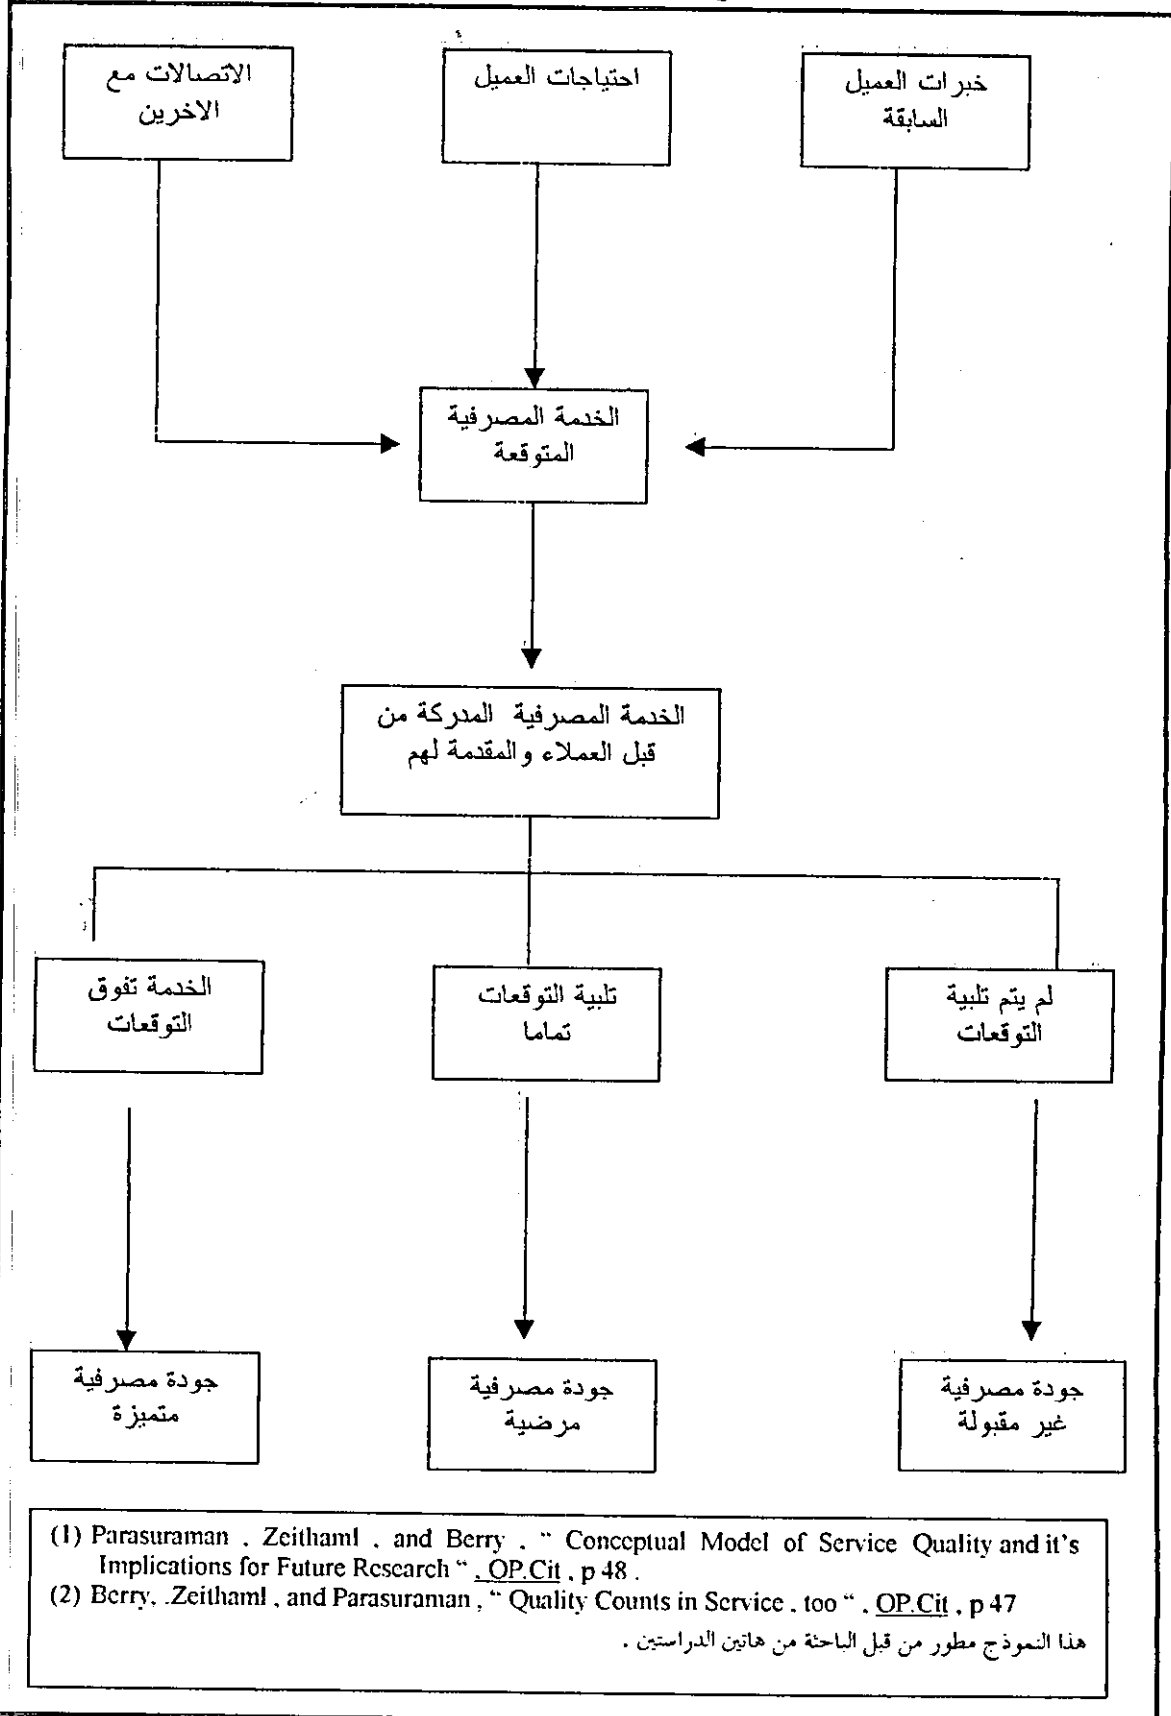 خبرات العميل
السابقة
احتياجات العميل
الاتصالات مع
الاخرين
الخدمة المصرفية
المتوقعة
الخدمة المصرفية المدركة من
قبل العملاء والمقدمة لهم
لم يتم تلبية
التوقعات
تلبية التوقعات
تماما
الخدمة تفوق
التوقعات
جودة مصرفية
غير مقبولة
جودة مصرفية
مرضية
جودة مصرفية
متميزة
(1) Parasuraman . Zeithaml . and Berry . “ Conceptual Model of Service Quality and it's
Implications for Future Research “ . OP.Cit . p 48 .
(2) Berry. .Zeithaml , and Parasuraman , “ Quality Counts in Service . too “ . OP.Cit . p 47
هذا النموذج مطور من قبل الباحثة من هاتين الدراستين .